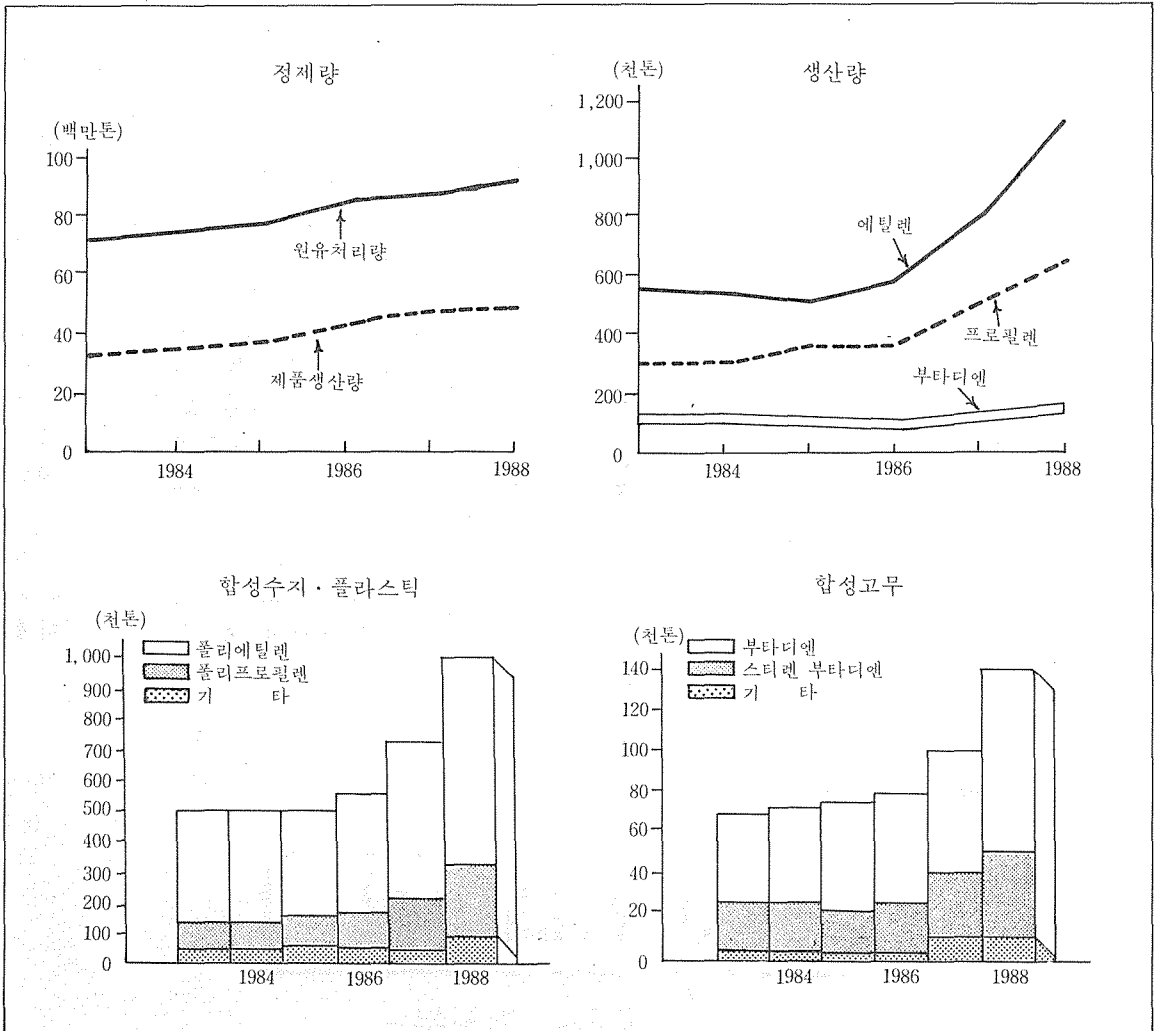 정제량
(백만톤)
100
80
60
40
20
0
원유처리량
제품생산량
1984
1986
1988
생산량
(천톤)
1,200
1,000
800
600
400
200
0
에틸렌
프로필렌
부타디엔
1984
1986
1988
합성수지·플라스틱
(천톤)
1,000
900
800
700
600
500
400
300
200
100
0
폴리에틸렌
폴리프로필렌
기 타
1984
1986
1988
합성고무
(천톤)
140
120
100
80
60
40
20
0
부타디엔
스티렌 부타디엔
기 타
1984
1986
1988